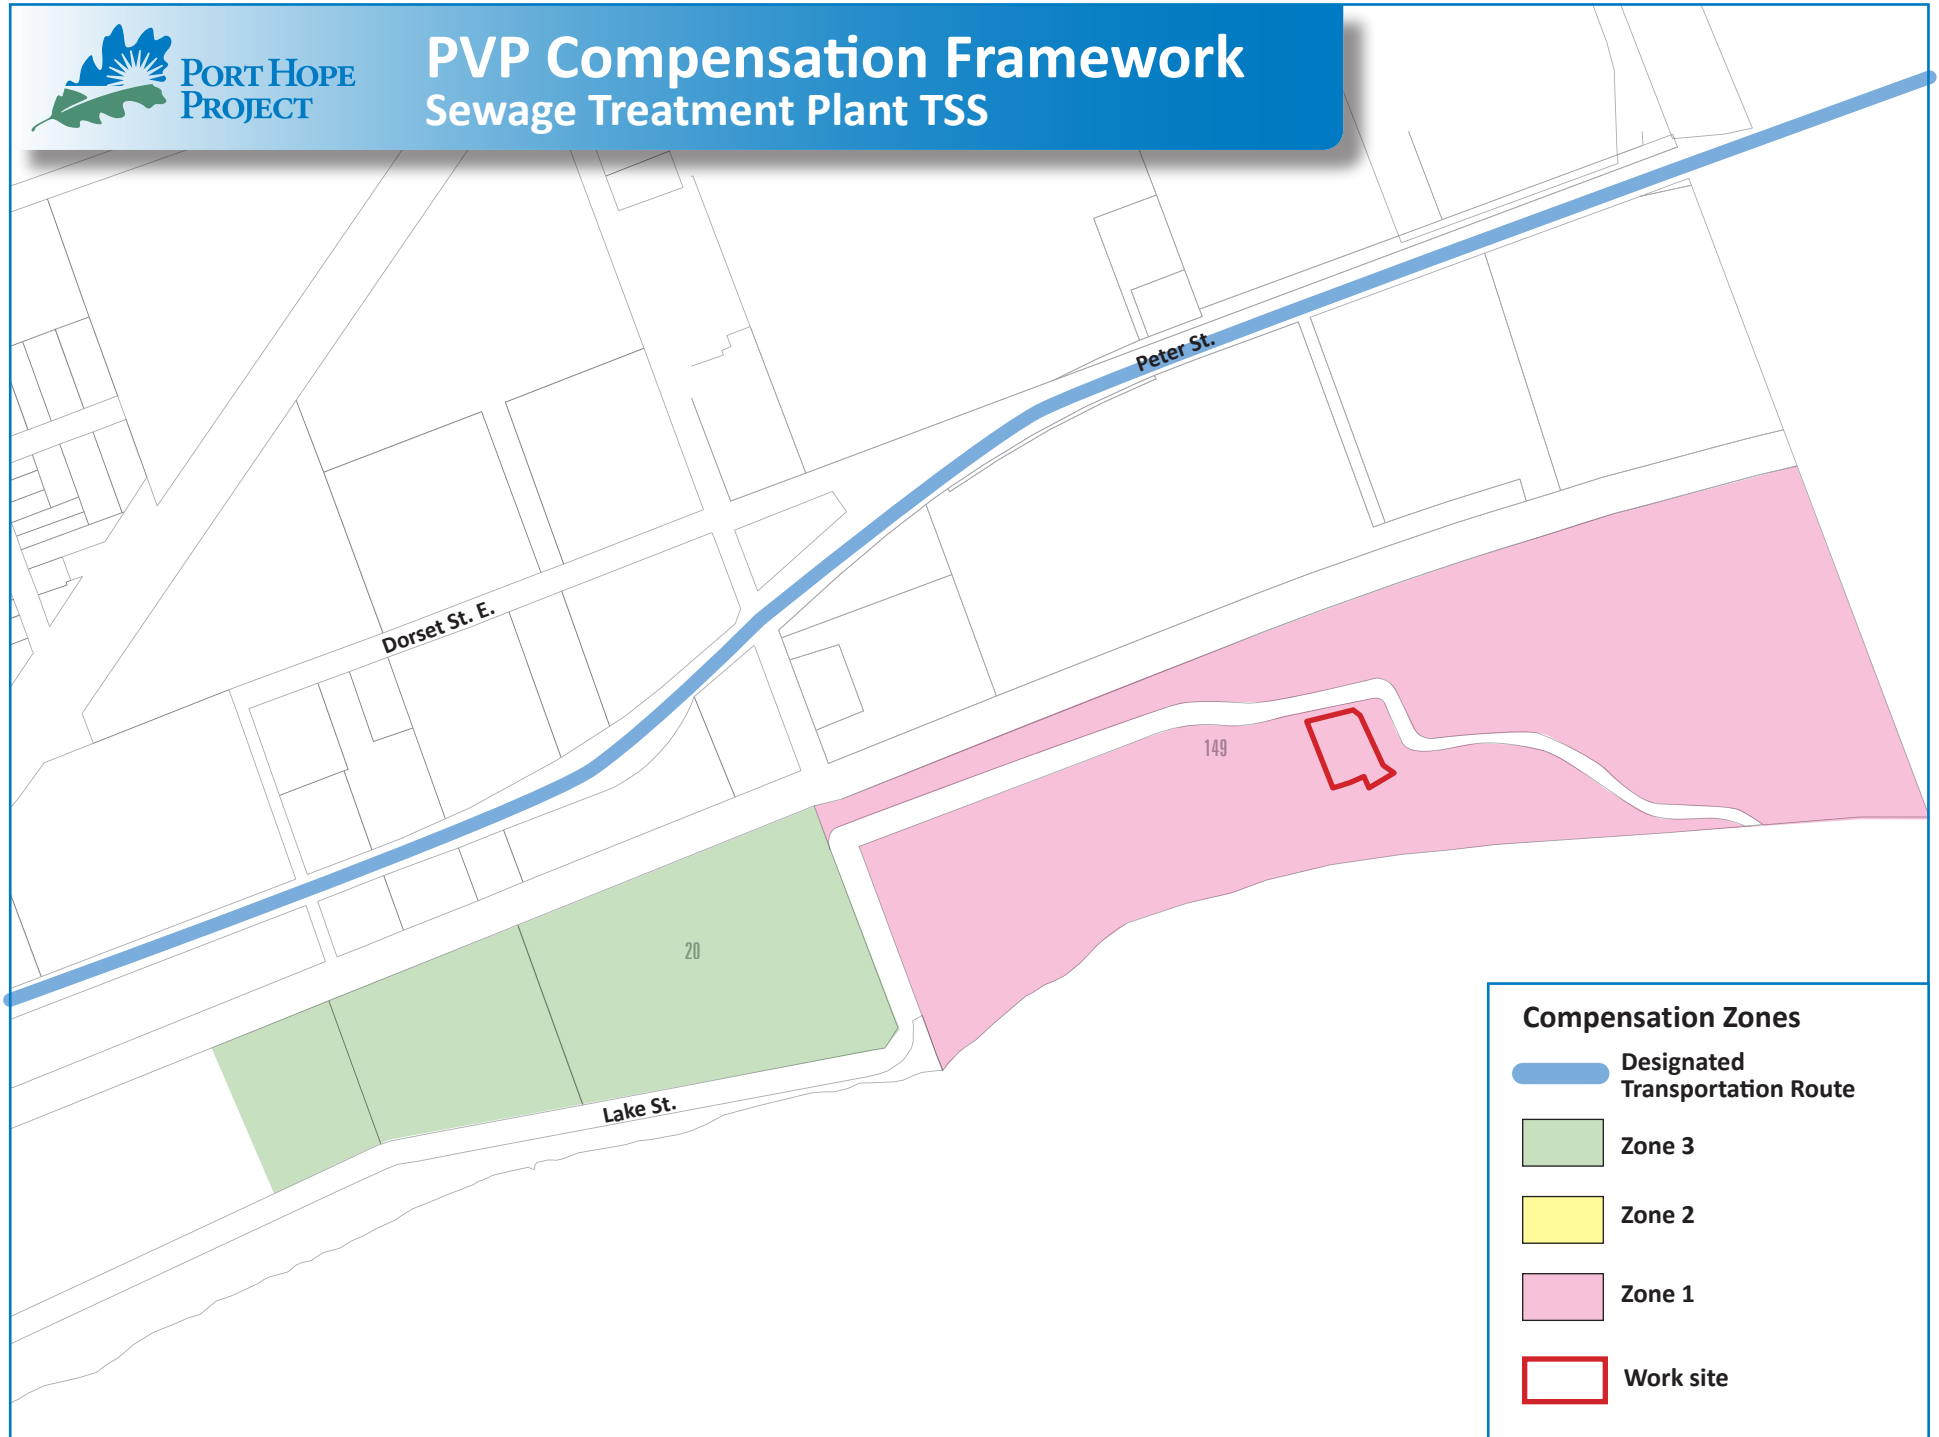 PORT HOPE
PROJECT
PVP Compensation Framework
Sewage Treatment Plant TSS
Peter St.
Dorset St. E.
149
20
Lake St.
Compensation Zones
Designated
Transportation Route
Zone 3
Zone 2
Zone 1
Work site